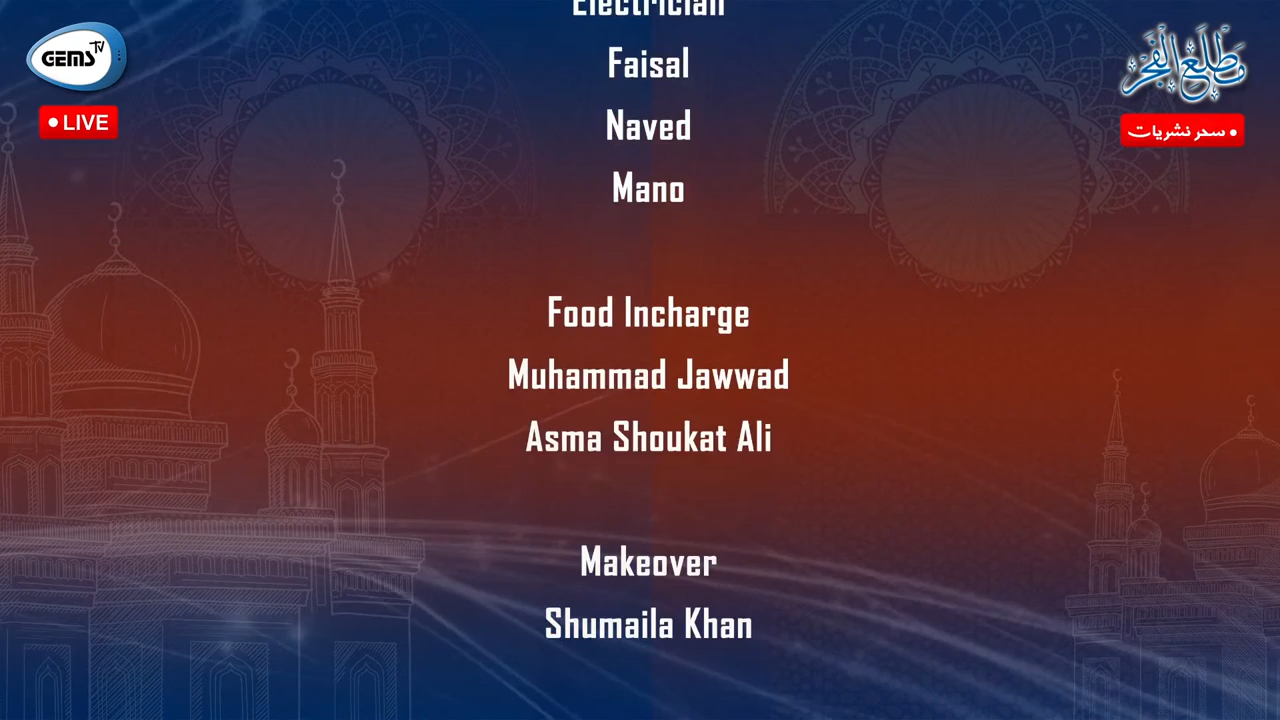 GEMS TV
LIVE
مطلع الفجر
سحر نشریات
Electrician
Faisal
Naved
Mano
Food Incharge
Muhammad Jawwad
Asma Shoukat Ali
Makeover
Shumaila Khan